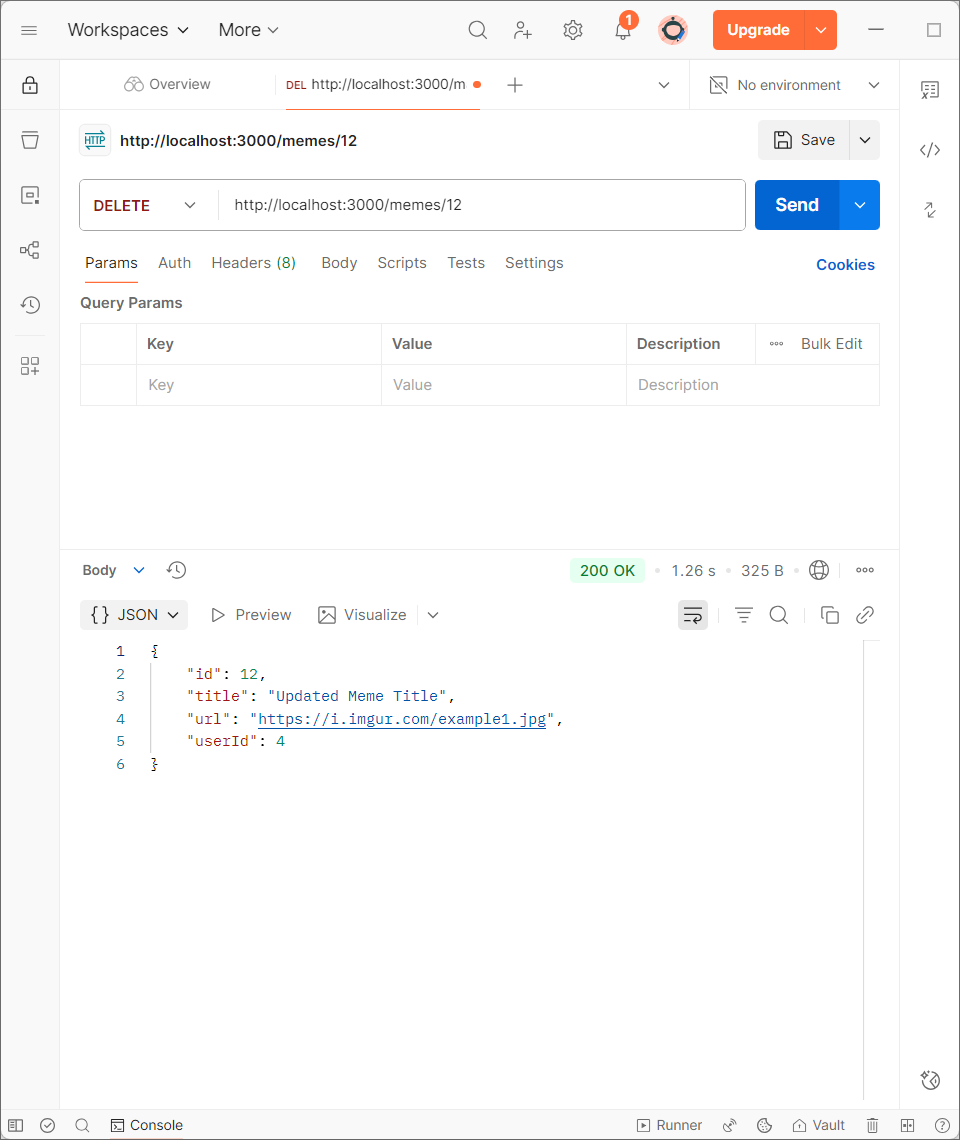 Workspaces More 1 Upgrade
Overview DEL http://localhost:3000/m No environment
HTTP http://localhost:3000/memes/12 Save
DELETE http://localhost:3000/memes/12 Send
Params Auth Headers (8) Body Scripts Tests Settings Cookies
Query Params
Key Value Description Bulk Edit
Key Value Description
Body 200 OK 1.26 s 325 B
{} JSON Preview Visualize
1 {
2 "id": 12,
3 "title": "Updated Meme Title",
4 "url": "https://i.imgur.com/example1.jpg",
5 "userId": 4
6 }
Console Runner Vault